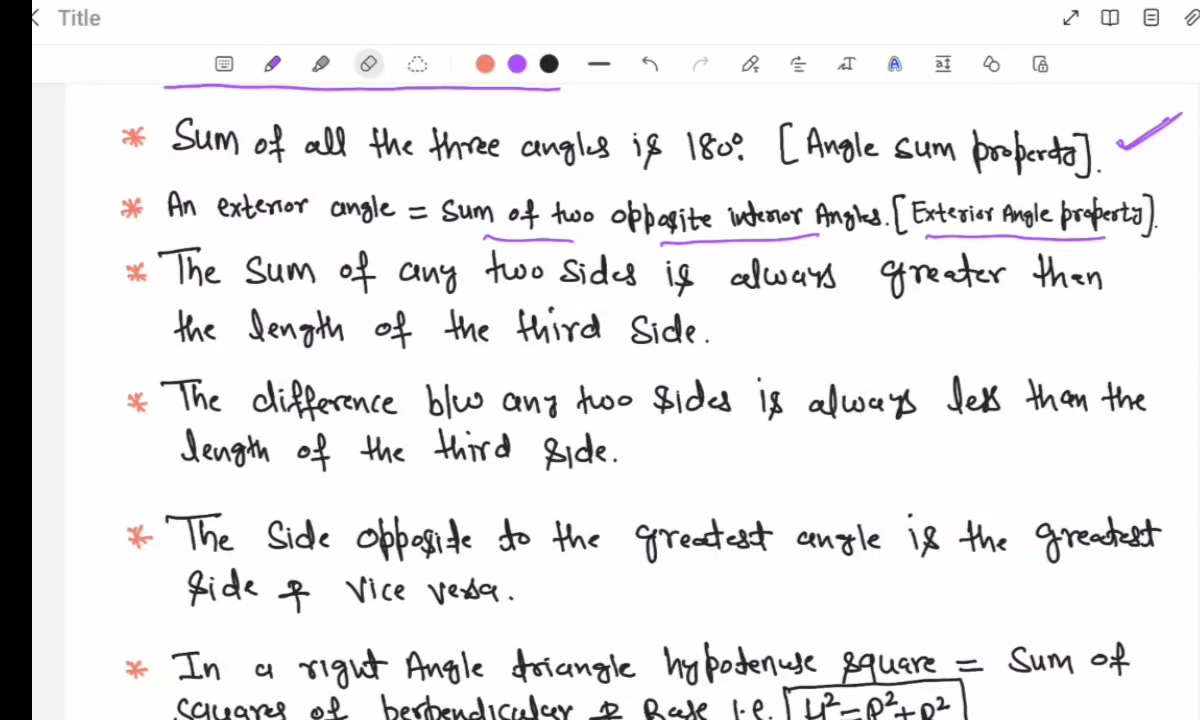 Title
* Sum of all the three angles is 180°. [Angle sum property].
* An exterior angle = Sum of two opposite interior Angles. [Exterior Angle property].
* The Sum of any two sides is always greater then
the length of the third Side.
* The difference b/w any two sides is always less than the
length of the third side.
* The Side opposite to the greatest angle is the greatest
side & vice versa.
* In a right Angle triangle hypotenuse square = Sum of
squares of perpendicular & Base i.e.